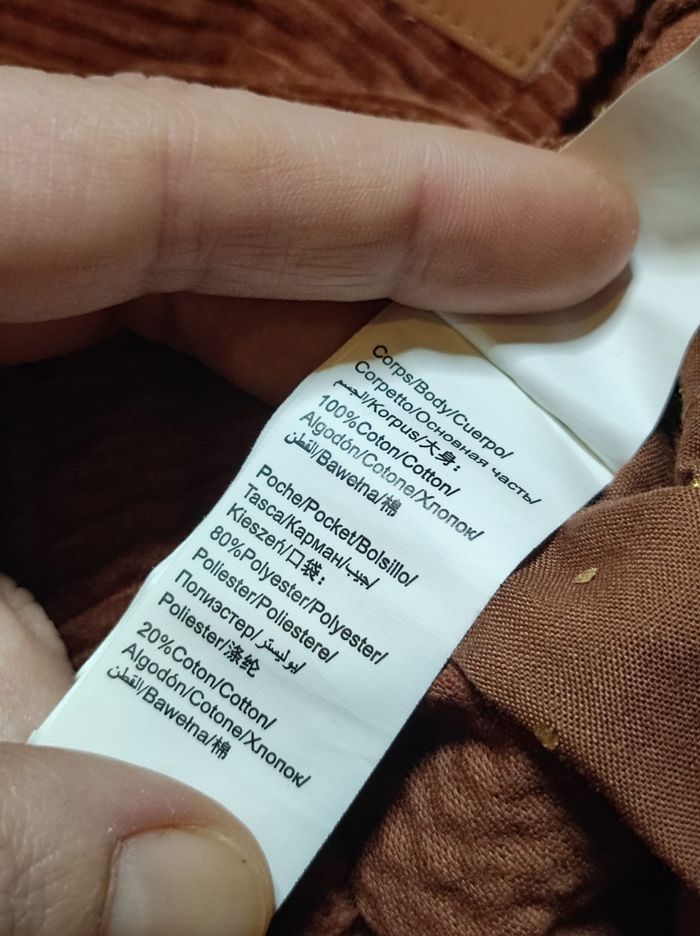 Corps/Body/Cuerpo/
Corpetto/Основная часть/
الجسم/Korpus/大身:
100%Coton/Cotton/
Algodón/Cotone/Хлопок/
القطن/Bawełna/棉
Poche/Pocket/Bolsillo/
Tasca/Карман/جيب/
Kieszeń/口袋:
80%Polyester/Polyester/
Poliester/Poliestere/
Полиэстер/بوليستر/
Poliester/涤纶
20%Coton/Cotton/
Algodón/Cotone/Хлопок/
القطن/Bawełna/棉